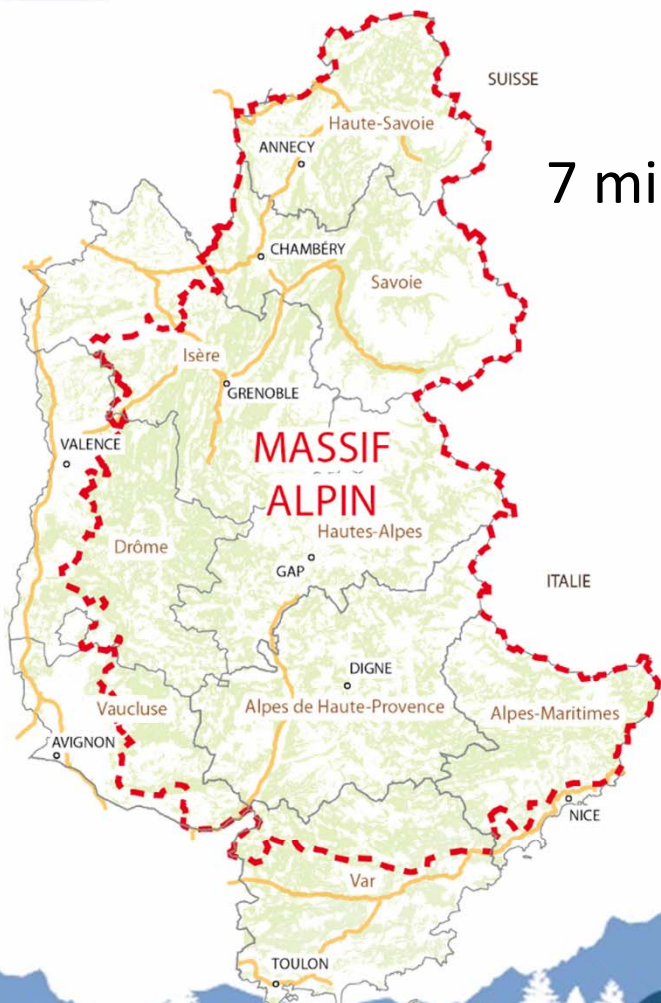 SUISSE
Haute-Savoie
ANNECY
7 mi
CHAMBÉRY
Savoie
Isère
GRENOBLE
MASSIF
ALPIN
VALENCE
Hautes-Alpes
Drôme
GAP
ITALIE
DIGNE
Vaucluse
Alpes de Haute-Provence
Alpes-Maritimes
AVIGNON
NICE
Var
TOULON